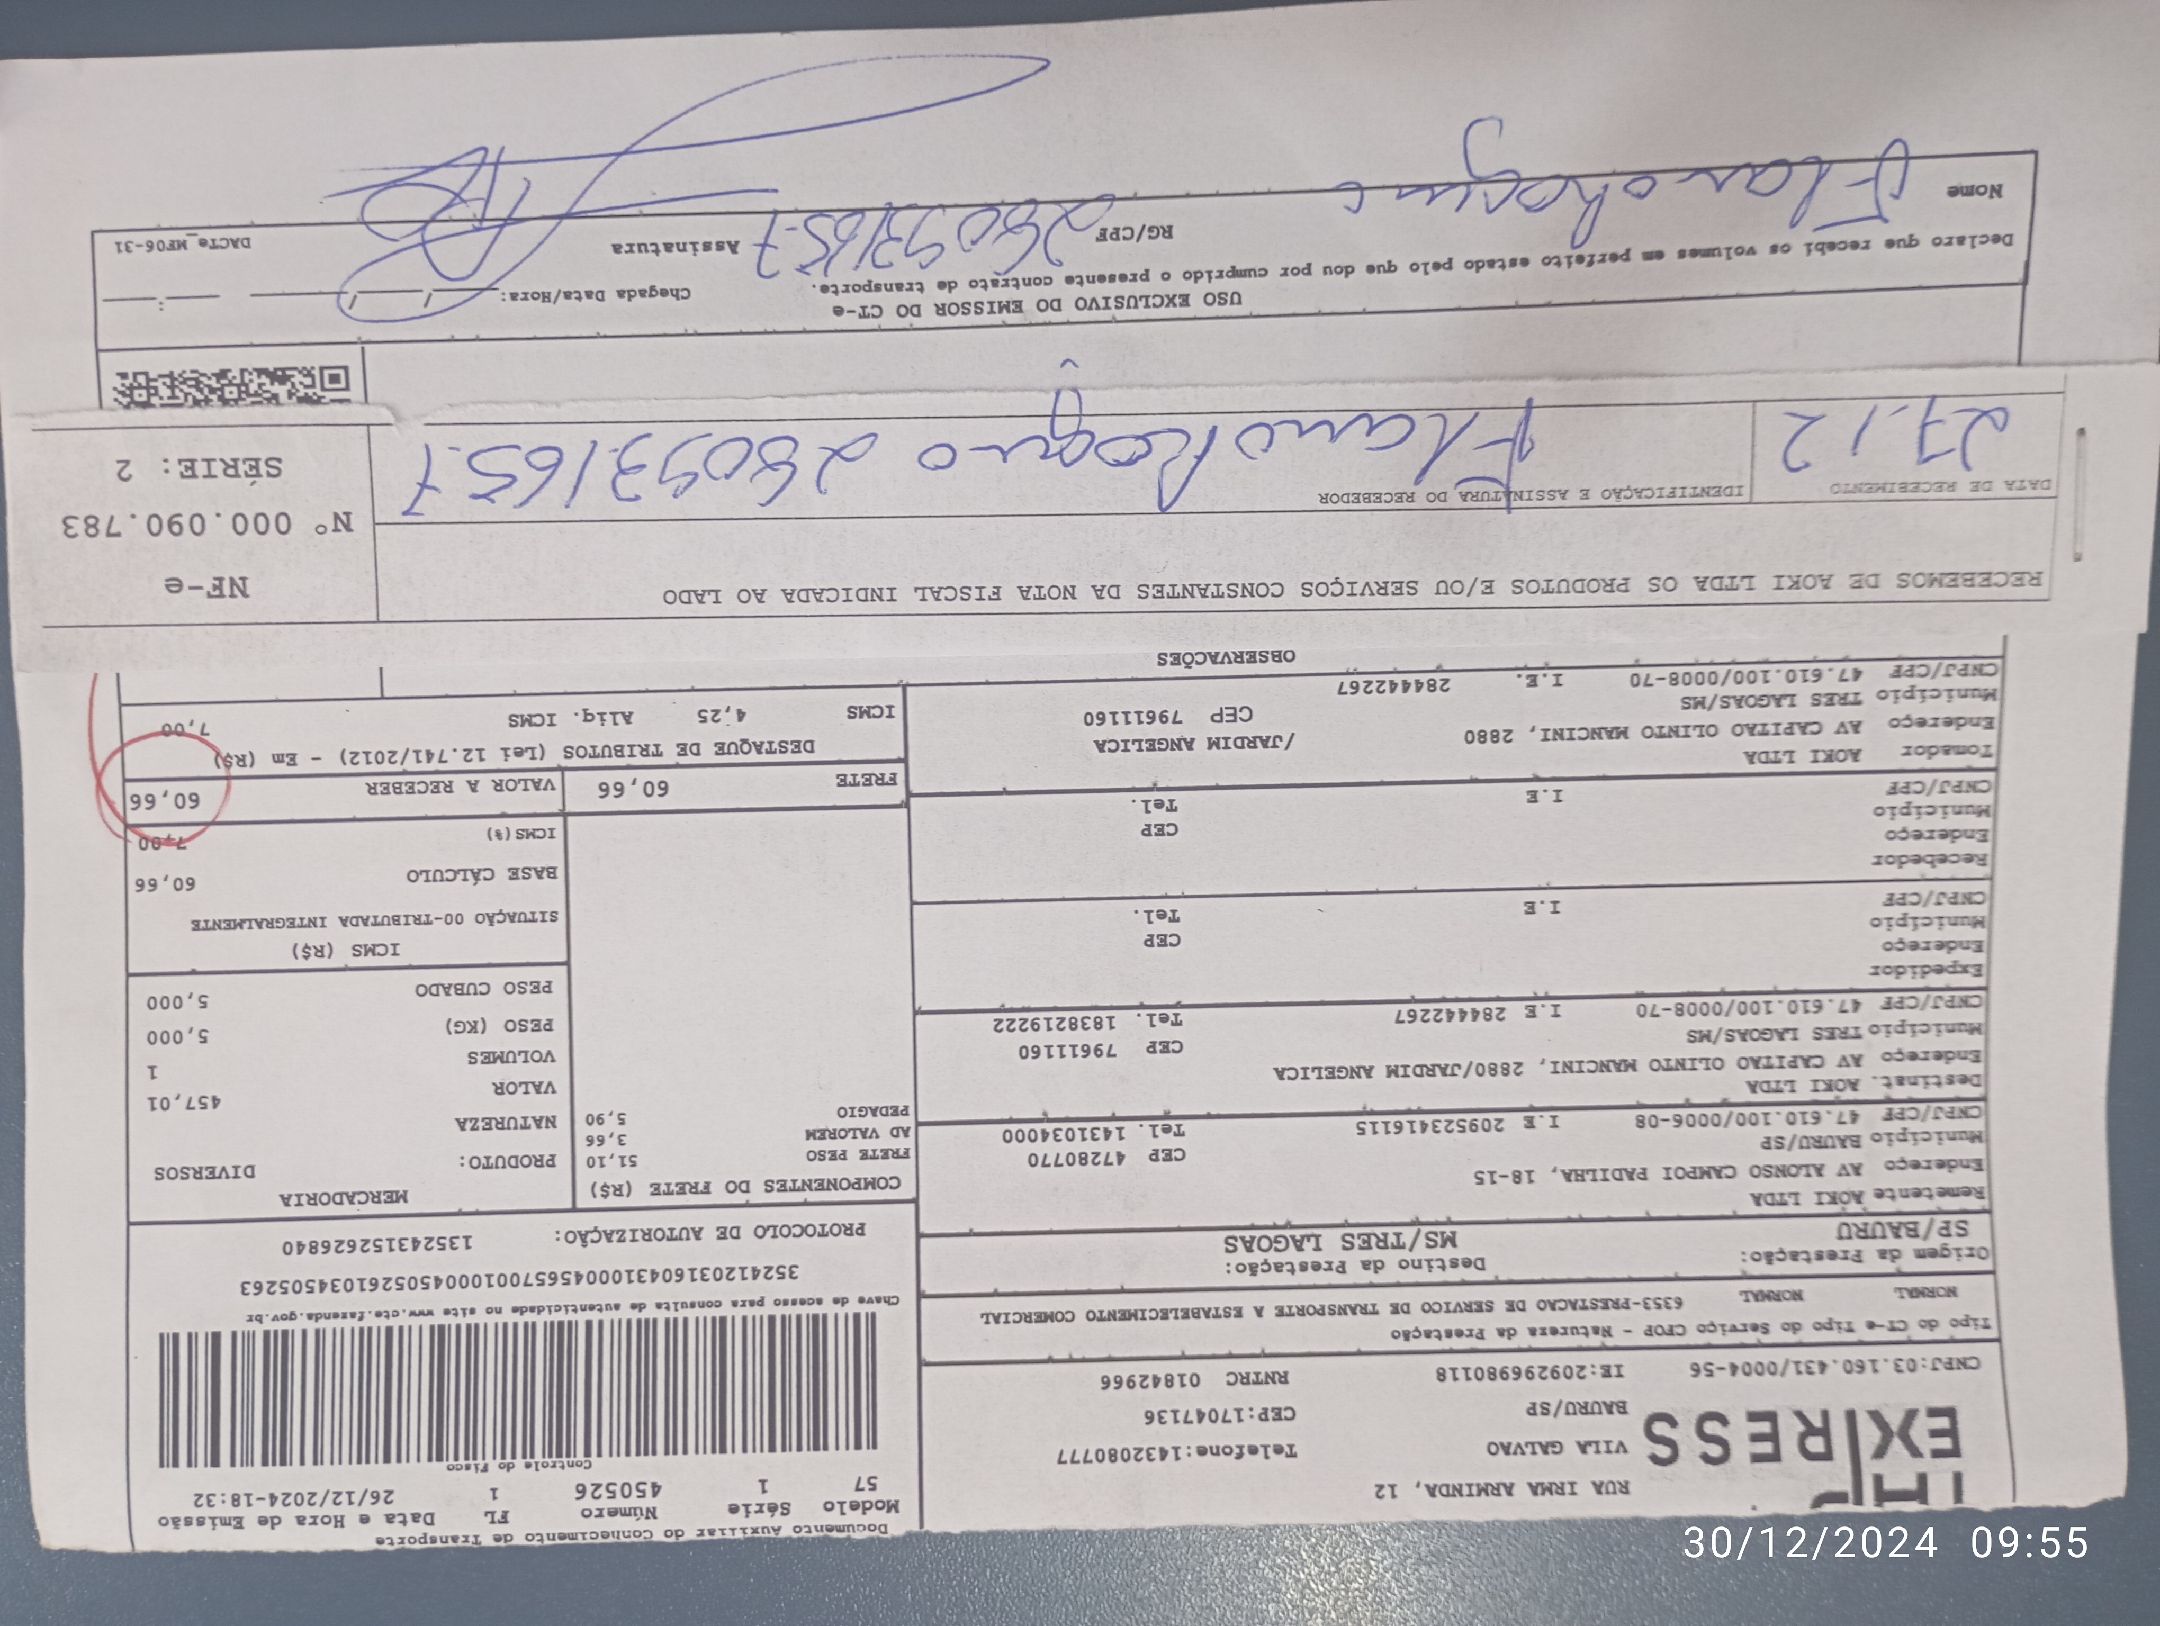 Documento Auxiliar do Conhecimento de Transporte
Modelo Série Número FL Data e Hora de Emissão
57 1 450526 1 26/12/2024-18:32
Controle do Fisco
EXPRESS
RUA IRMA ARMINDA, 12
VILA GALVAO Telefone:1432080777
BAURU/SP CEP:17047136
CNPJ:03.160.431/0004-56 IE:209296980118 RNTRC 01842966
Chave de acesso para consulta de autenticidade no site www.cte.fazenda.gov.br
35241203160431000456570010004505261034505263
PROTOCOLO DE AUTORIZAÇÃO: 135243152626840
Tipo do CT-e Tipo do Serviço CFOP - Natureza da Prestação
NORMAL NORMAL 6353-PRESTACAO DE SERVICO DE TRANSPORTE A ESTABELECIMENTO COMERCIAL
Origem da Prestação: Destino da Prestação:
SP/BAURU MS/TRES LAGOAS
Remetente AOKI LTDA
Endereço AV ALONSO CAMPOI PADILHA, 18-15
Município BAURU/SP CEP 47280770
CNPJ/CPF 47.610.100/0006-08 I.E 209523416115 Tel. 1431034000
Destinat. AOKI LTDA
Endereço AV CAPITAO OLINTO MANCINI, 2880/JARDIM ANGELICA
Município TRES LAGOAS/MS CEP 79611160
CNPJ/CPF 47.610.100/0008-70 I.E 284442267 Tel. 1838219222
Expedidor
Endereço
Município CEP
CNPJ/CPF I.E Tel.
Recebedor
Endereço
Município CEP
CNPJ/CPF I.E Tel.
Tomador AOKI LTDA
Endereço AV CAPITAO OLINTO MANCINI, 2880 /JARDIM ANGELICA
Município TRES LAGOAS/MS CEP 79611160
CNPJ/CPF 47.610.100/0008-70 I.E. 284442267
COMPONENTES DO FRETE (R$)
FRETE PESO 51,10
AD VALOREM 3,66
PEDAGIO 5,90
MERCADORIA
PRODUTO: DIVERSOS
NATUREZA
VALOR 457,01
VOLUMES 1
PESO (KG) 5,000
PESO CUBADO 5,000
ICMS (R$)
SITUAÇÃO 00-TRIBUTADA INTEGRALMENTE
BASE CÁLCULO 60,66
ICMS(%) 7,00
FRETE 60,66 VALOR A RECEBER 60,66
DESTAQUE DE TRIBUTOS (Lei 12.741/2012) - Em (R$)
ICMS 4,25 Aliq. ICMS 7,00
OBSERVAÇÕES
RECEBEMOS DE AOKI LTDA OS PRODUTOS E/OU SERVIÇOS CONSTANTES DA NOTA FISCAL INDICADA AO LADO
NF-e
Nº 000.090.783
SÉRIE: 2
DATA DE RECEBIMENTO IDENTIFICAÇÃO E ASSINATURA DO RECEBEDOR
27.12
USO EXCLUSIVO DO EMISSOR DO CT-e
Declaro que recebi os volumes em perfeito estado pelo que dou por cumprido o presente contrato de transporte.
Chegada Data/Hora: / / :
Nome RG/CPF Assinatura
DACTe_MF06-31
30/12/2024 09:55